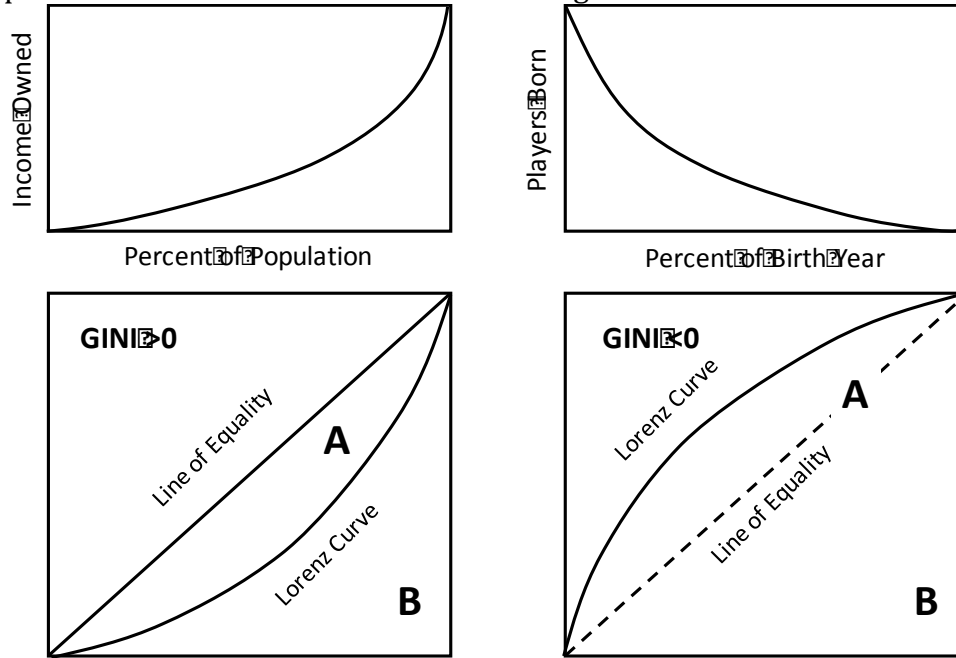 Income Owned
Players Born
Percent of Population
Percent of Birth Year
GINI >0
Line of Equality
A
Lorenz Curve
B
GINI <0
Lorenz Curve
A
Line of Equality
B